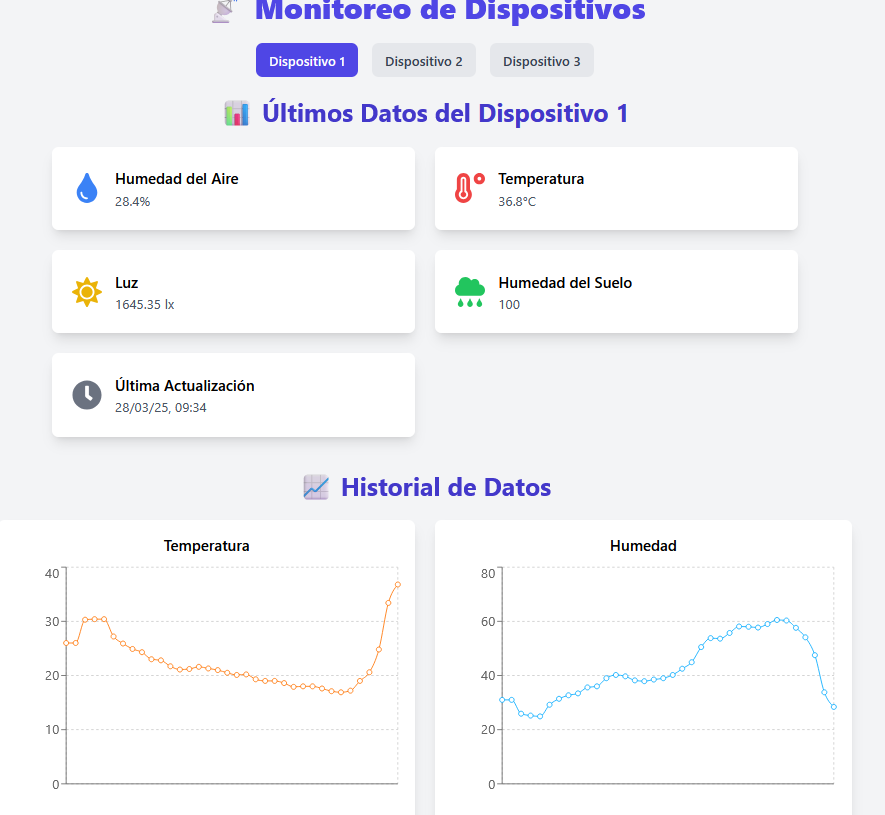 Monitoreo de Dispositivos
Dispositivo 1 Dispositivo 2 Dispositivo 3
Últimos Datos del Dispositivo 1
Humedad del Aire
28.4%
Temperatura
36.8°C
Luz
1645.35 lx
Humedad del Suelo
100
Última Actualización
28/03/25, 09:34
Historial de Datos
Temperatura
40
30
20
10
0
Humedad
80
60
40
20
0